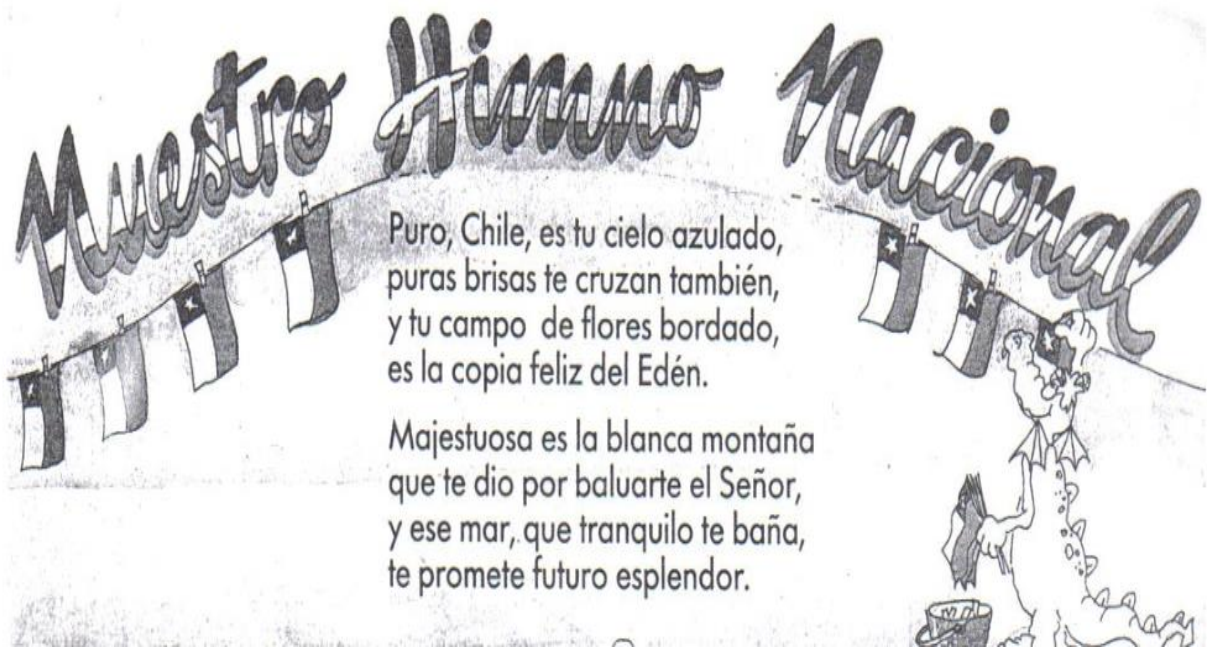 Nuestro Himno Nacional
Puro, Chile, es tu cielo azulado,
puras brisas te cruzan también,
y tu campo de flores bordado,
es la copia feliz del Edén.
Majestuosa es la blanca montaña
que te dio por baluarte el Señor,
y ese mar, que tranquilo te baña,
te promete futuro esplendor.